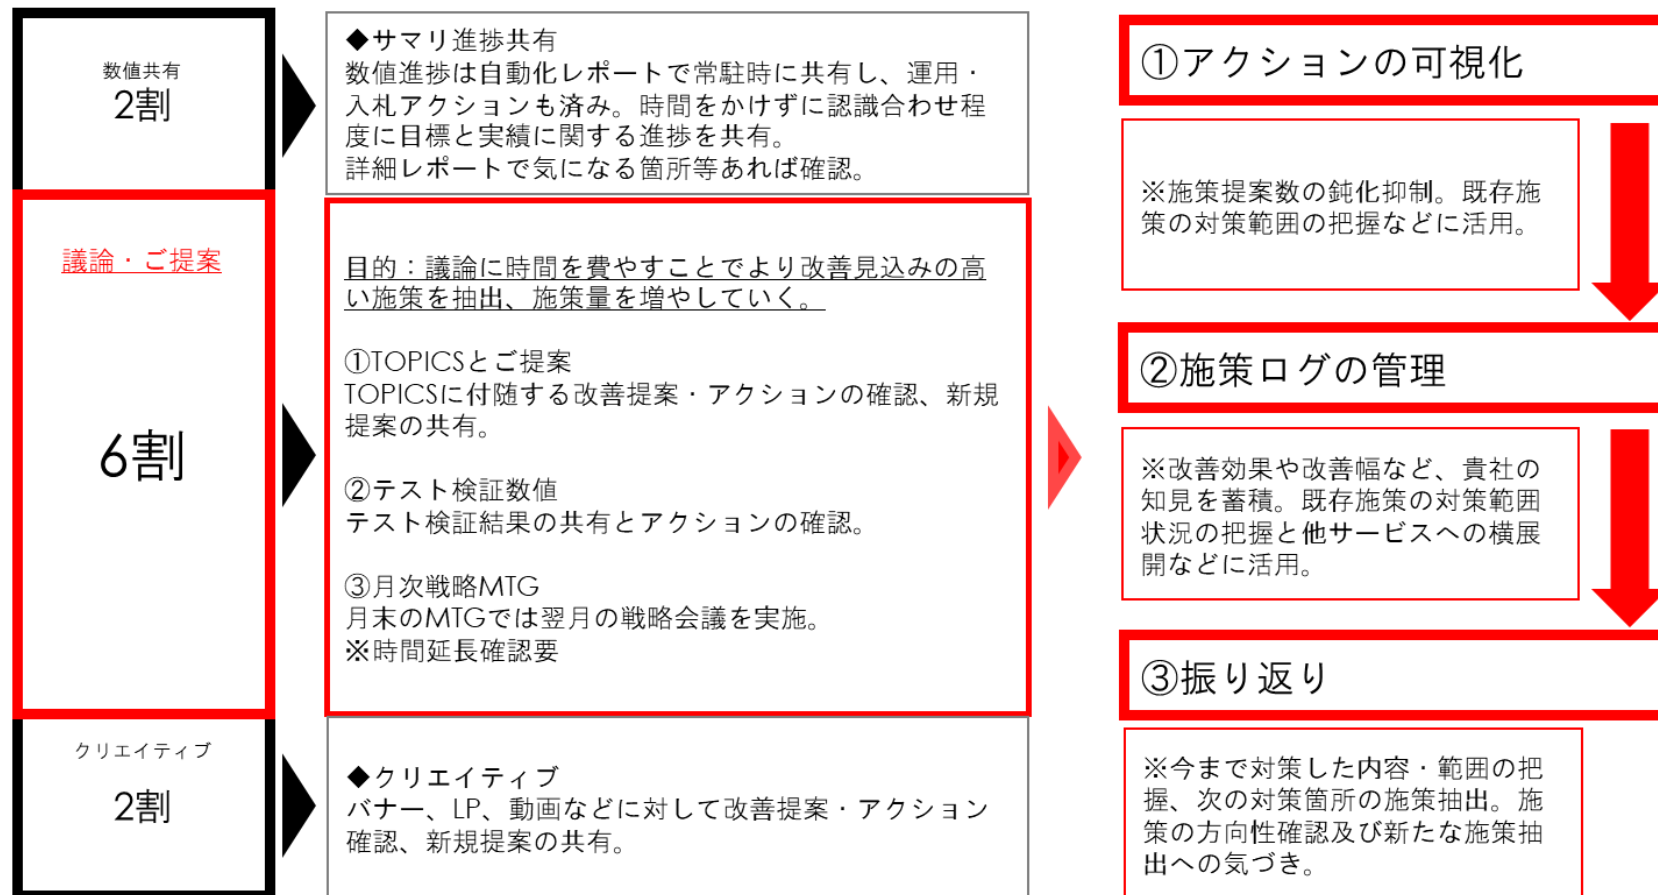 数値共有
2割
◆サマリ進捗共有
数値進捗は自動化レポートで常駐時に共有し、運用・
入札アクションも済み。時間をかけずに認識合わせ程
度に目標と実績に関する進捗を共有。
詳細レポートで気になる箇所等あれば確認。
議論・ご提案
6割
目的：議論に時間を費やすことでより改善見込みの高
い施策を抽出、施策量を増やしていく。
①TOPICSとご提案
TOPICSに付随する改善提案・アクションの確認、新規
提案の共有。
②テスト検証数値
テスト検証結果の共有とアクションの確認。
③月次戦略MTG
月末のMTGでは翌月の戦略会議を実施。
※時間延長確認要
クリエイティブ
2割
◆クリエイティブ
バナー、LP、動画などに対して改善提案・アクション
確認、新規提案の共有。
①アクションの可視化
※施策提案数の鈍化抑制。既存施
策の対策範囲の把握などに活用。
②施策ログの管理
※改善効果や改善幅など、貴社の
知見を蓄積。既存施策の対策範囲
状況の把握と他サービスへの横展
開などに活用。
③振り返り
※今まで対策した内容・範囲の把
握、次の対策箇所の施策抽出。施
策の方向性確認及び新たな施策抽
出への気づき。